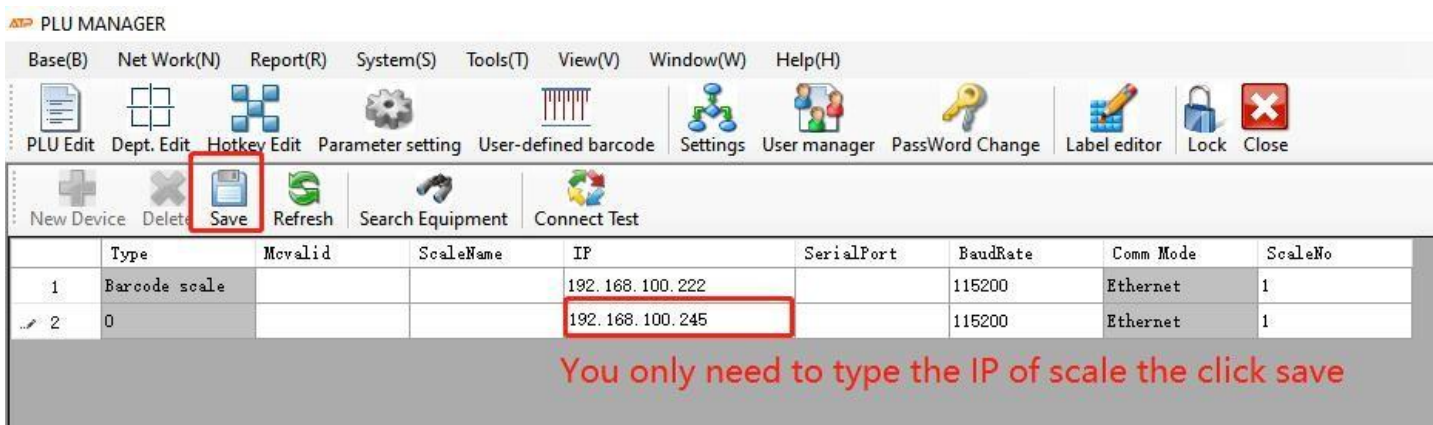 ATP PLU MANAGER
Base(B) Net Work(N) Report(R) System(S) Tools(T) View(V) Window(W) Help(H)
PLU Edit Dept. Edit Hotkey Edit Parameter setting User-defined barcode Settings User manager PassWord Change Label editor Lock Close
New Device Delete Save Refresh Search Equipment Connect Test
Type Mcvalid ScaleName IP SerialPort BaudRate Comm Mode ScaleNo
1 Barcode scale 192.168.100.222 115200 Ethernet 1
2 0 192.168.100.245 115200 Ethernet 1
You only need to type the IP of scale the click save